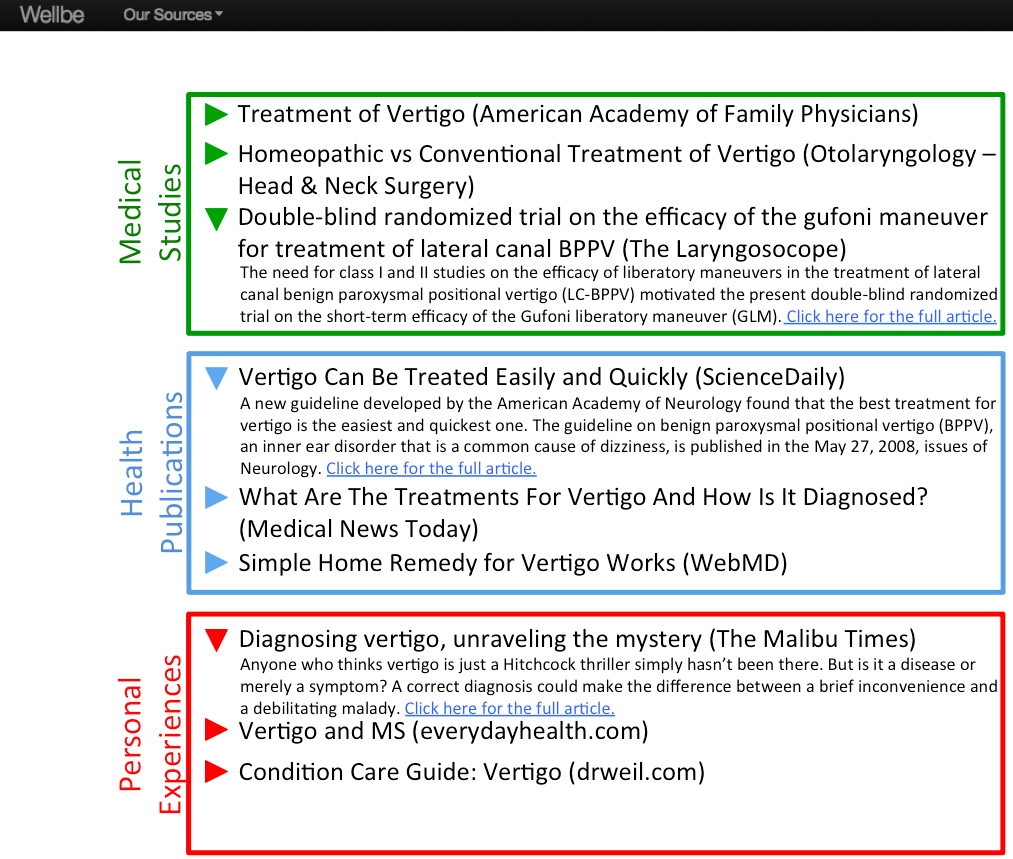 Wellbe
Our Sources
Medical
Studies
Treatment of Vertigo (American Academy of Family Physicians)
Homeopathic vs Conventional Treatment of Vertigo (Otolaryngology –
Head & Neck Surgery)
Double-blind randomized trial on the efficacy of the gufoni maneuver
for treatment of lateral canal BPPV (The Laryngosocope)
The need for class I and II studies on the efficacy of liberatory maneuvers in the treatment of lateral
canal benign paroxysmal positional vertigo (LC-BPPV) motivated the present double-blind randomized
trial on the short-term efficacy of the Gufoni liberatory maneuver (GLM). Click here for the full article.
Health
Publications
Vertigo Can Be Treated Easily and Quickly (ScienceDaily)
A new guideline developed by the American Academy of Neurology found that the best treatment for
vertigo is the easiest and quickest one. The guideline on benign paroxysmal positional vertigo (BPPV),
an inner ear disorder that is a common cause of dizziness, is published in the May 27, 2008, issues of
Neurology. Click here for the full article.
What Are The Treatments For Vertigo And How Is It Diagnosed?
(Medical News Today)
Simple Home Remedy for Vertigo Works (WebMD)
Personal
Experiences
Diagnosing vertigo, unraveling the mystery (The Malibu Times)
Anyone who thinks vertigo is just a Hitchcock thriller simply hasn't been there. But is it a disease or
merely a symptom? A correct diagnosis could make the difference between a brief inconvenience and
a debilitating malady. Click here for the full article.
Vertigo and MS (everydayhealth.com)
Condition Care Guide: Vertigo (drweil.com)